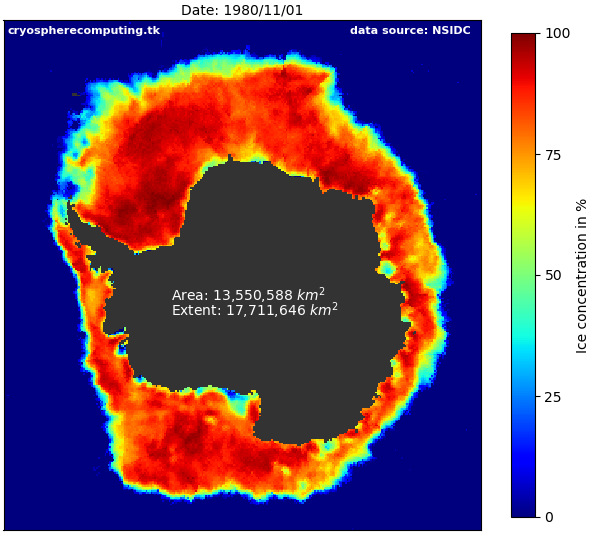 Date: 1980/11/01
cryospherecomputing.tk
data source: NSIDC
Area: 13,550,588 km²
Extent: 17,711,646 km²
100
75
50
25
0
Ice concentration in %